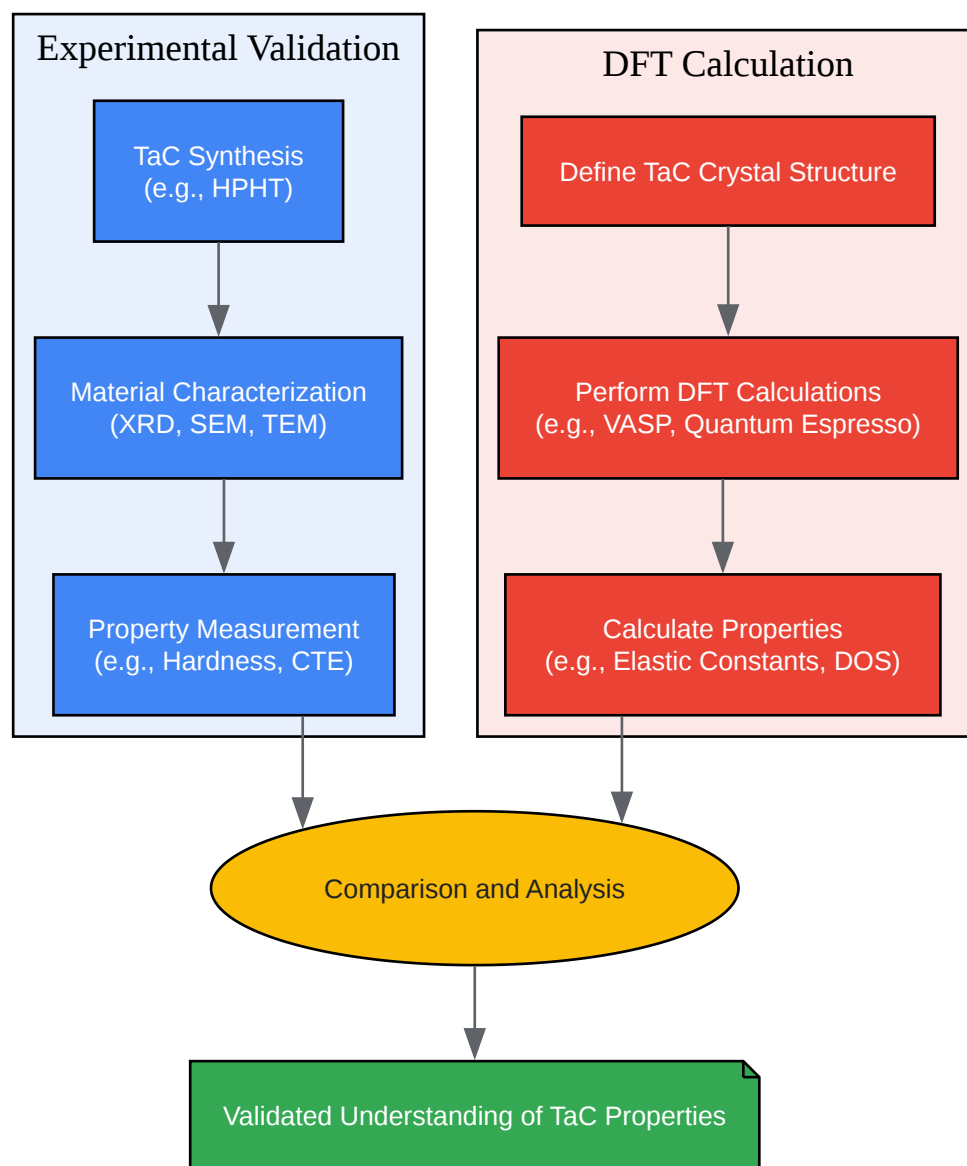 Experimental Validation
TaC Synthesis
(e.g., HPHT)
Material Characterization
(XRD, SEM, TEM)
Property Measurement
(e.g., Hardness, CTE)
DFT Calculation
Define TaC Crystal Structure
Perform DFT Calculations
(e.g., VASP, Quantum Espresso)
Calculate Properties
(e.g., Elastic Constants, DOS)
Comparison and Analysis
Validated Understanding of TaC Properties